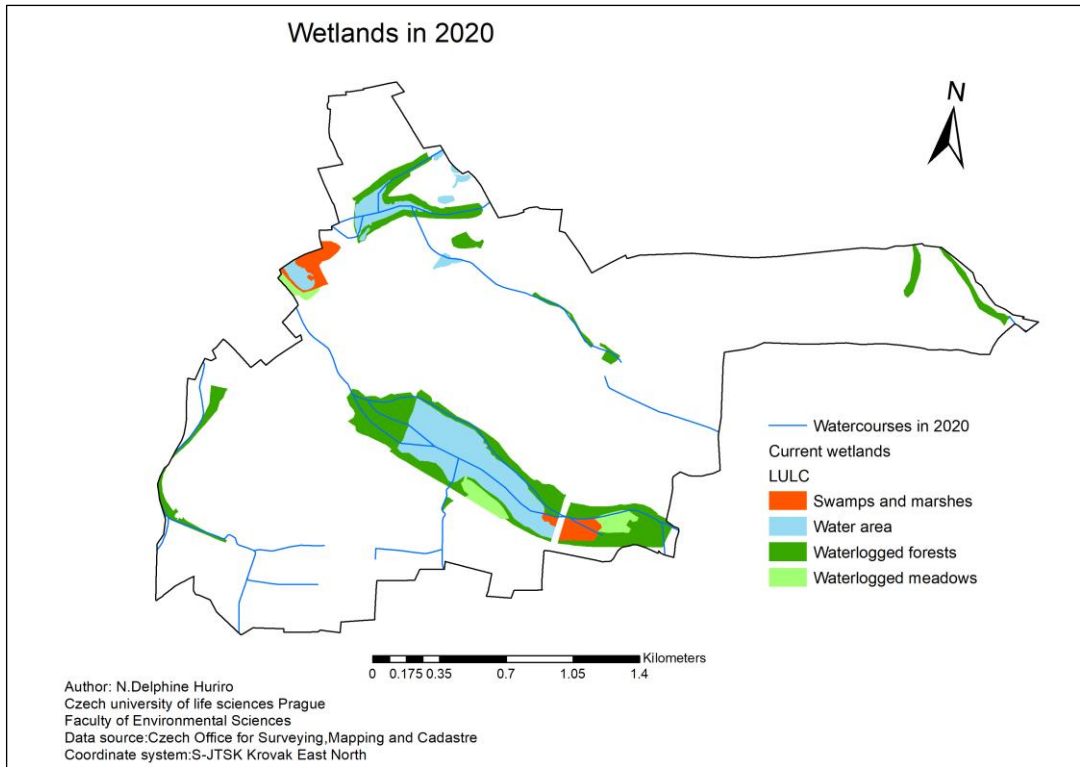 Wetlands in 2020
N
Watercourses in 2020
Current wetlands
LULC
Swamps and marshes
Water area
Waterlogged forests
Waterlogged meadows
Kilometers
0 0.175 0.35 0.7 1.05 1.4
Author: N.Delphine Huriro
Czech university of life sciences Prague
Faculty of Environmental Sciences
Data source:Czech Office for Surveying,Mapping and Cadastre
Coordinate system:S-JTSK Krovak East North